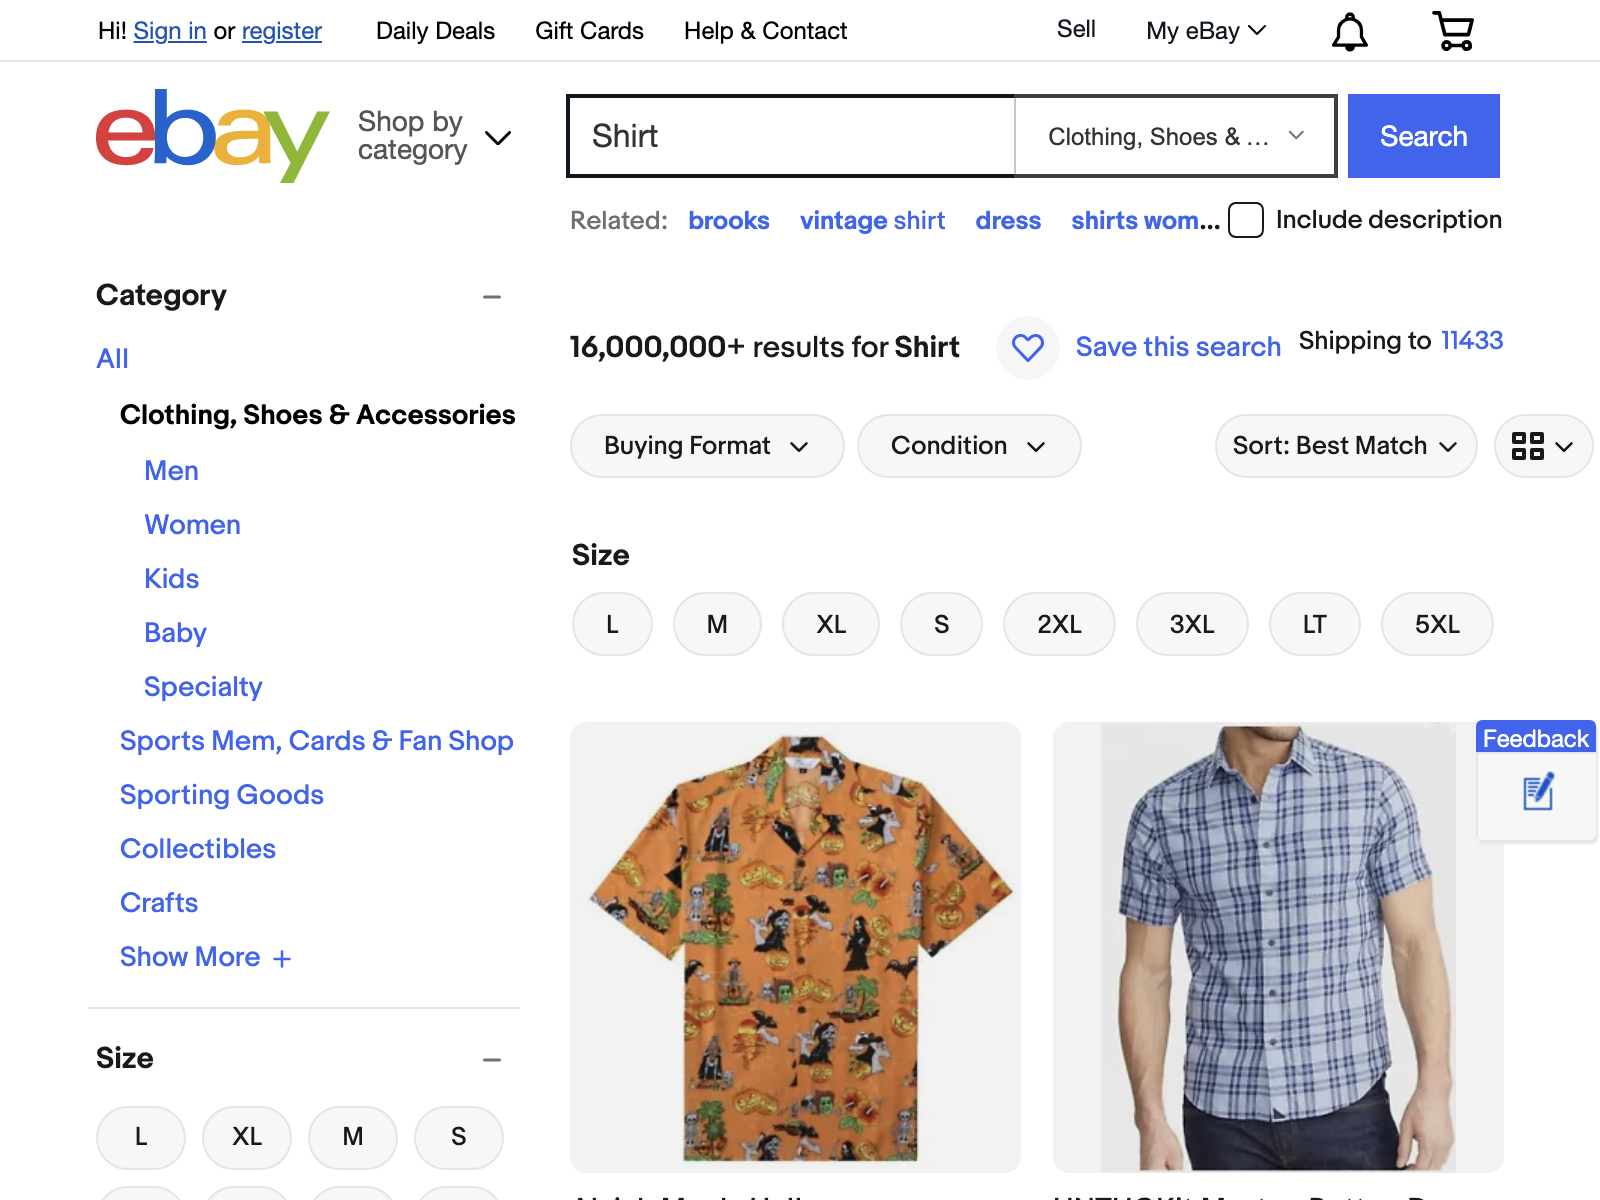 Hi! Sign in or register Daily Deals Gift Cards Help & Contact Sell My eBay
ebay
Shop by
category
Shirt Clothing, Shoes & ... Search
Related: brooks vintage shirt dress shirts wom... Include description
Category
All
Clothing, Shoes & Accessories
Men
Women
Kids
Baby
Specialty
Sports Mem, Cards & Fan Shop
Sporting Goods
Collectibles
Crafts
Show More +
Size
L XL M S
16,000,000+ results for Shirt Save this search Shipping to 11433
Buying Format Condition Sort: Best Match
Size
L M XL S 2XL 3XL LT 5XL
Feedback